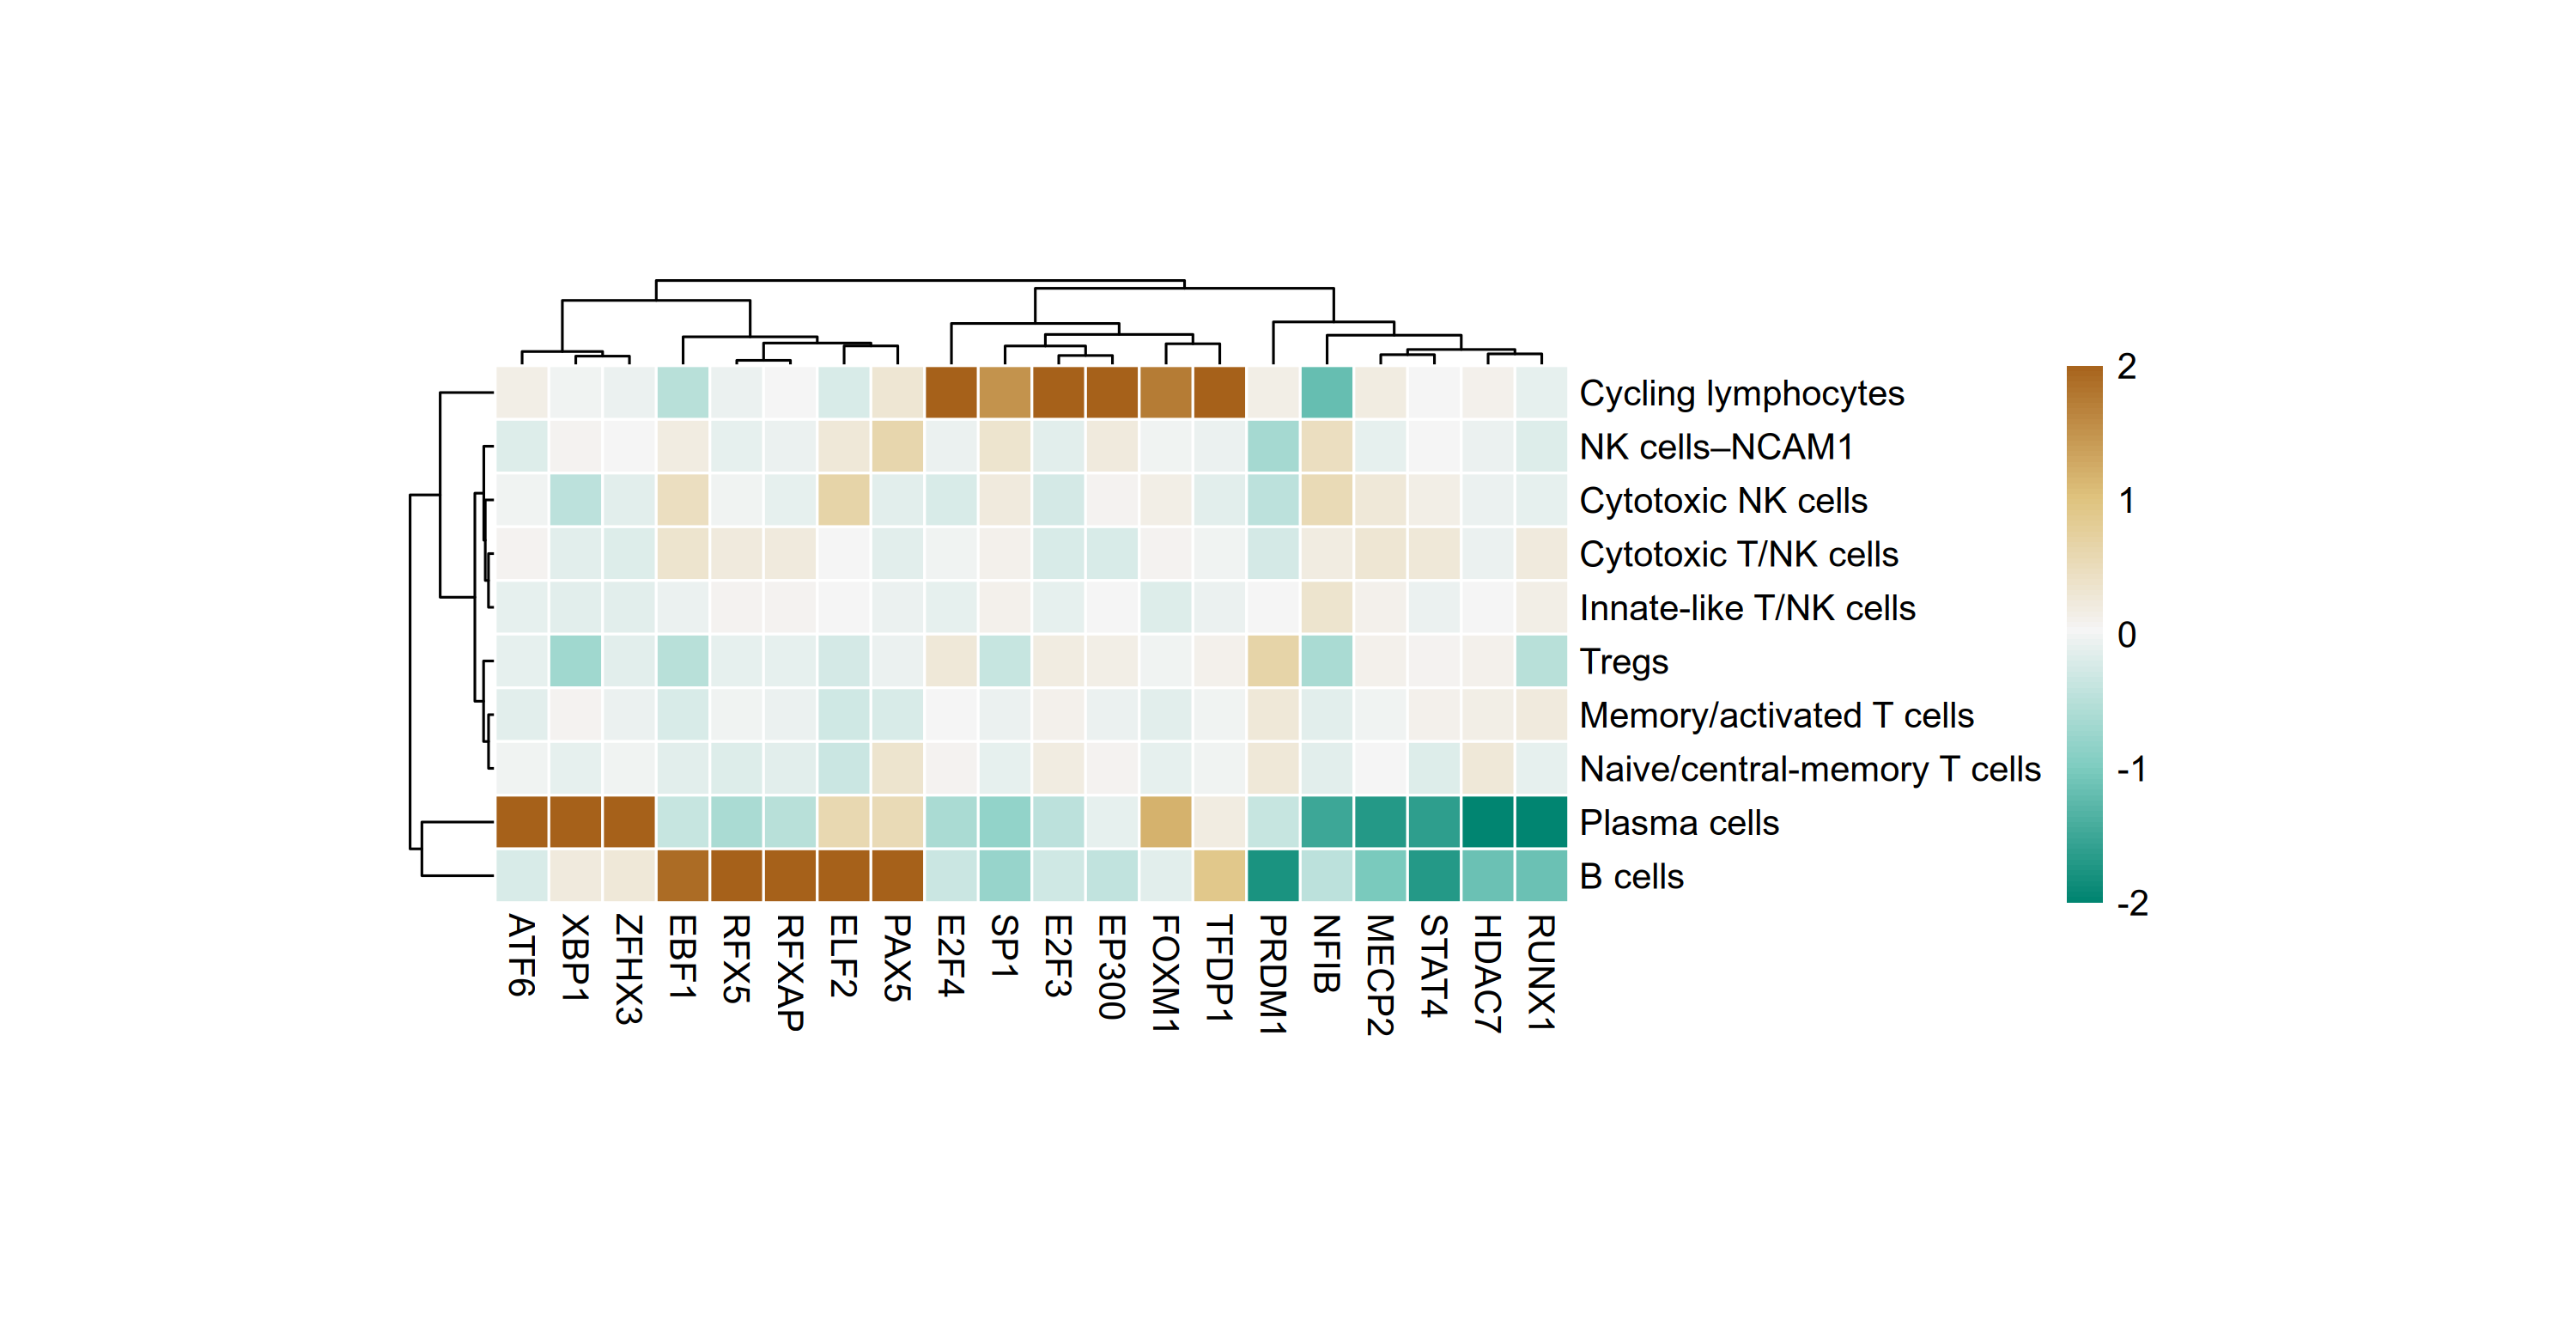 Cycling lymphocytes
NK cells–NCAM1
Cytotoxic NK cells
Cytotoxic T/NK cells
Innate-like T/NK cells
Tregs
Memory/activated T cells
Naive/central-memory T cells
Plasma cells
B cells
2
1
0
-1
-2
ATF6
XBP1
ZFHX3
EBF1
RFX5
RFXAP
ELF2
PAX5
E2F4
SP1
E2F3
EP300
FOXM1
TFDP1
PRDM1
NFIB
MECP2
STAT4
HDAC7
RUNX1